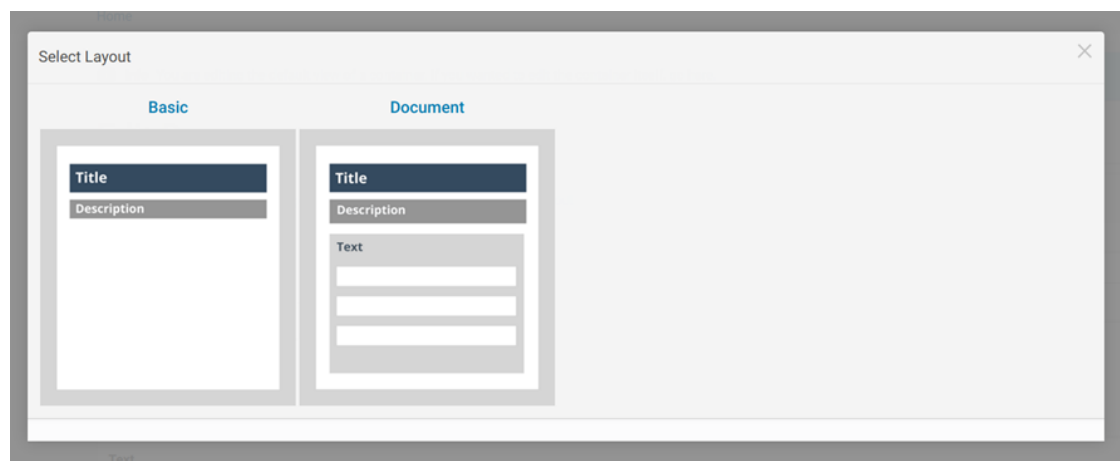 Home
Select Layout
Basic Document
Title Title
Description Description
Text
Text